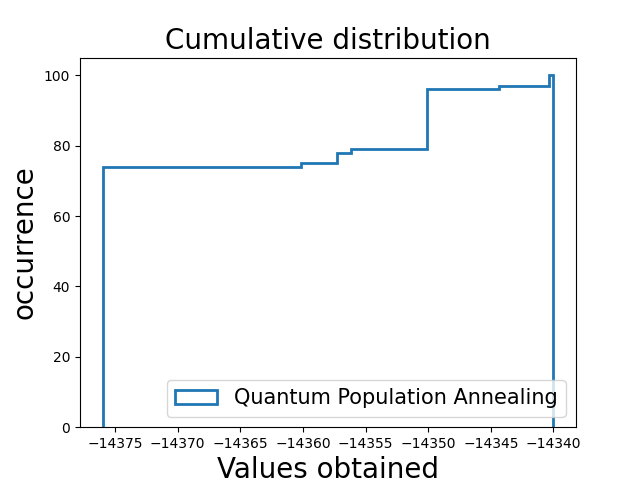 Cumulative distribution
occurrence
100
80
60
40
20
0
Quantum Population Annealing
−14375 −14370 −14365 −14360 −14355 −14350 −14345 −14340
Values obtained